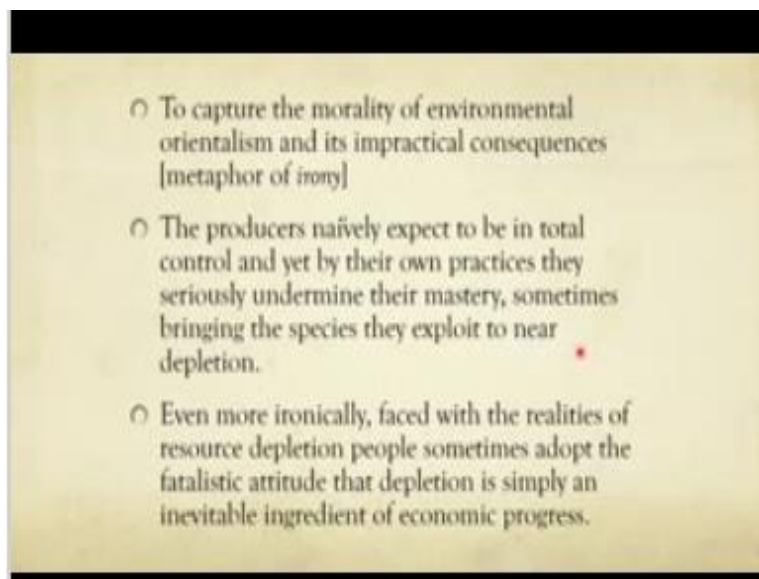 To capture the morality of environmental
orientalism and its impractical consequences
[metaphor of irony]
The producers naïvely expect to be in total
control and yet by their own practices they
seriously undermine their mastery, sometimes
bringing the species they exploit to near
depletion.
Even more ironically, faced with the realities of
resource depletion people sometimes adopt the
fatalistic attitude that depletion is simply an
inevitable ingredient of economic progress.